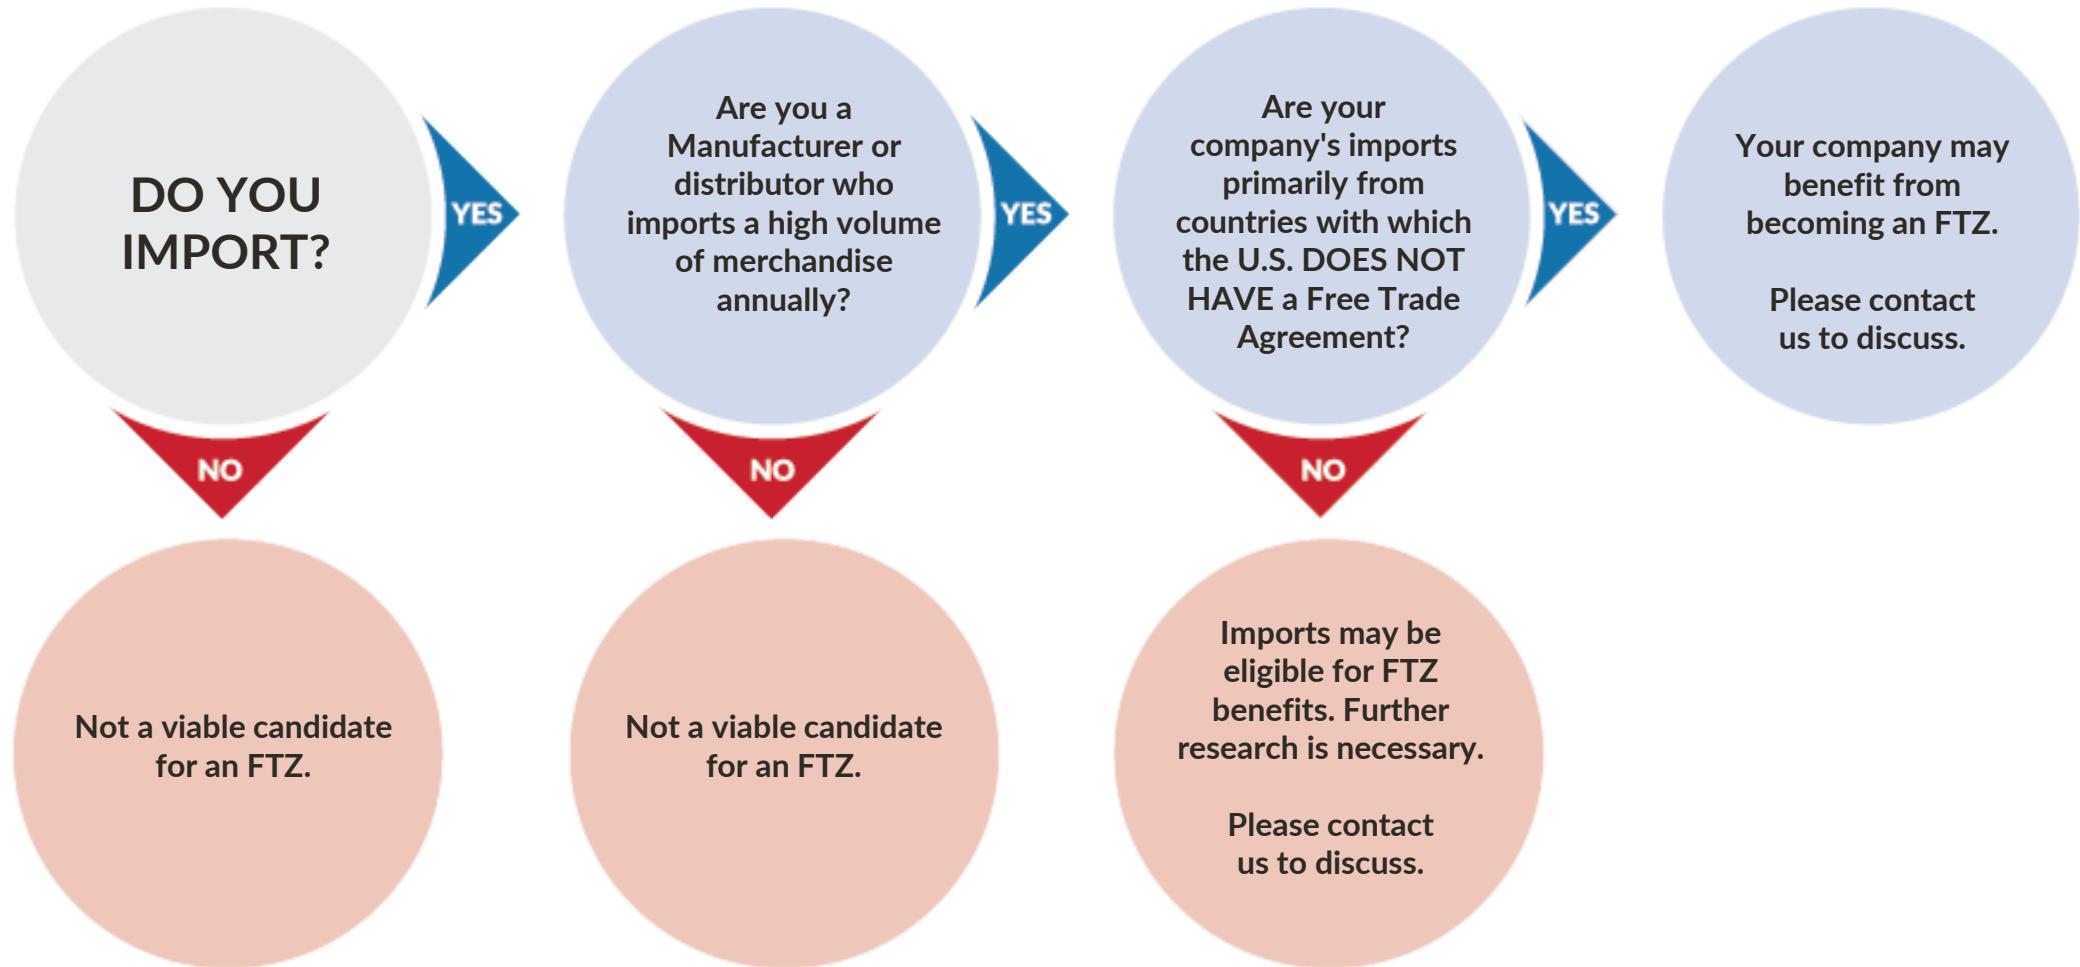 DO YOU
IMPORT?
YES
NO
Not a viable candidate
for an FTZ.
Are you a
Manufacturer or
distributor who
imports a high volume
of merchandise
annually?
YES
NO
Not a viable candidate
for an FTZ.
Are your
company's imports
primarily from
countries with which
the U.S. DOES NOT
HAVE a Free Trade
Agreement?
YES
NO
Imports may be
eligible for FTZ
benefits. Further
research is necessary.
Please contact
us to discuss.
Your company may
benefit from
becoming an FTZ.
Please contact
us to discuss.